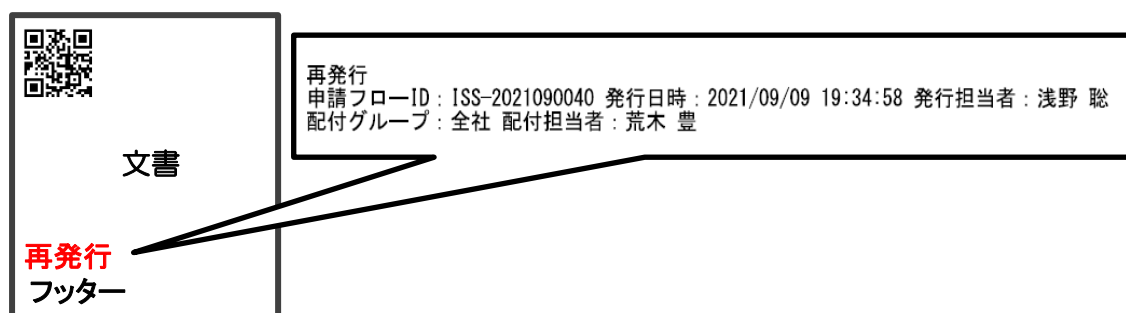 再発行
申請フローID：ISS-2021090040 発行日時：2021/09/09 19:34:58 発行担当者：浅野 聡
配付グループ：全社 配付担当者：荒木 豊
文書
再発行
フッター